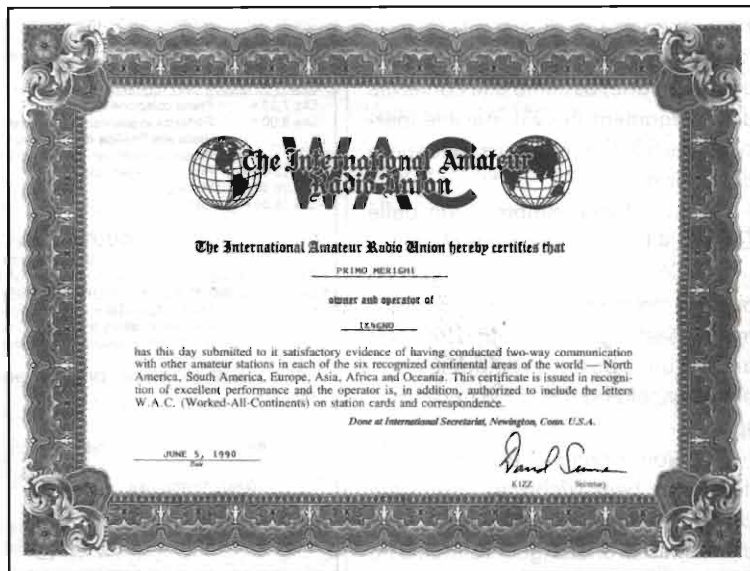 WAC
The International Amateur
Radio Union
The International Amateur Radio Union hereby certifies that
PRIMO MERIGHI
owner and operator of
has this day submitted to it satisfactory evidence of having conducted two-way communication
with other amateur stations in each of the six recognized continental areas of the world — North
America, South America, Europe, Asia, Africa and Oceania. This certificate is issued in recogni-
tion of excellent performance and the operator is, in addition, authorized to include the letters
W.A.C. (Worked-All-Continents) on station cards and correspondence.
Done at International Secretariat, Newington, Conn. U.S.A.
JUNE 5, 1990
Date
K1ZZ Secretary